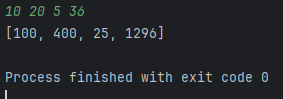 10 20 5 36
[100, 400, 25, 1296]
Process finished with exit code 0